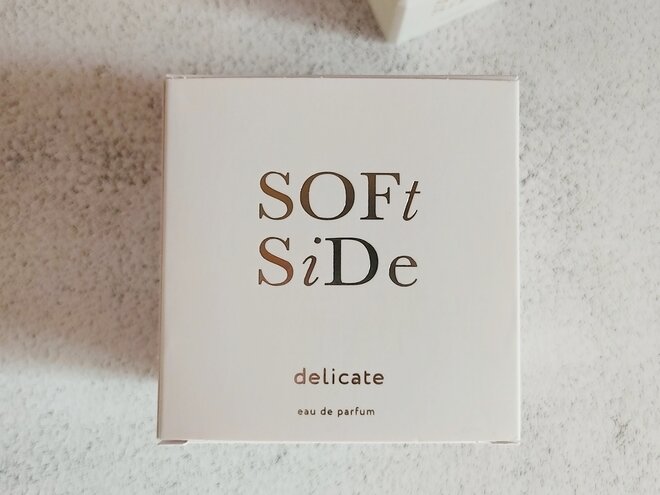 SOFt
SiDe
delicate
eau de parfum